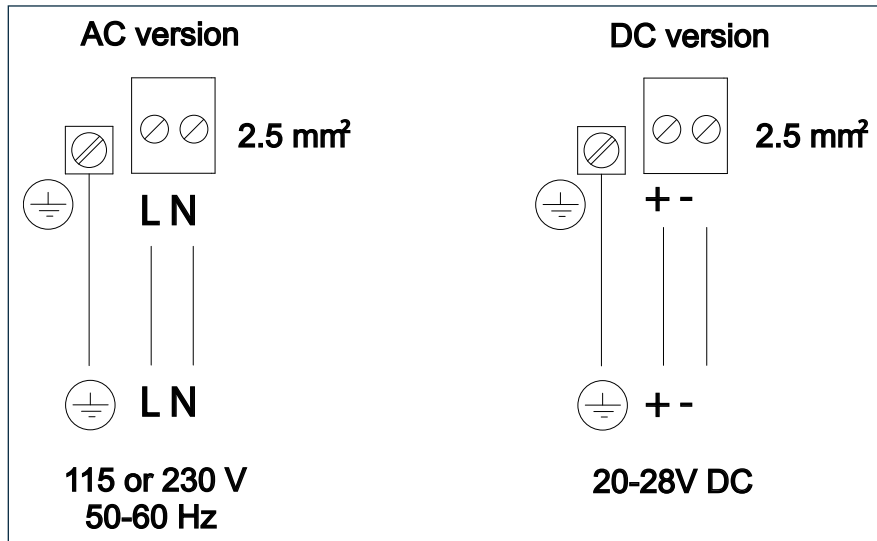 AC version
DC version
2.5 mm²
2.5 mm²
L N
+ -
L N
+ -
115 or 230 V
50-60 Hz
20-28V DC